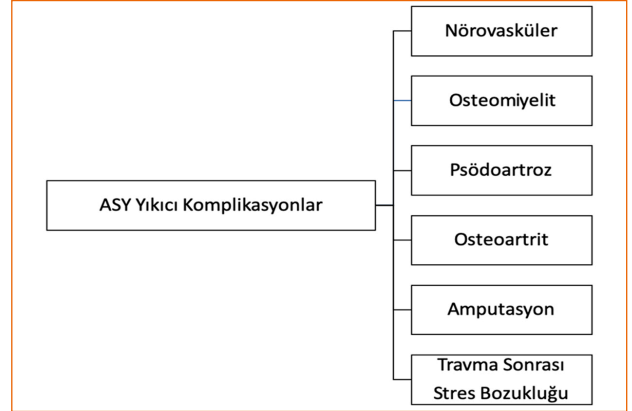 Nörovasküler
Osteomiyelit
Psödoartroz
ASY Yıkıcı Komplikasyonlar
Osteoartrit
Amputasyon
Travma Sonrası
Stres Bozukluğu